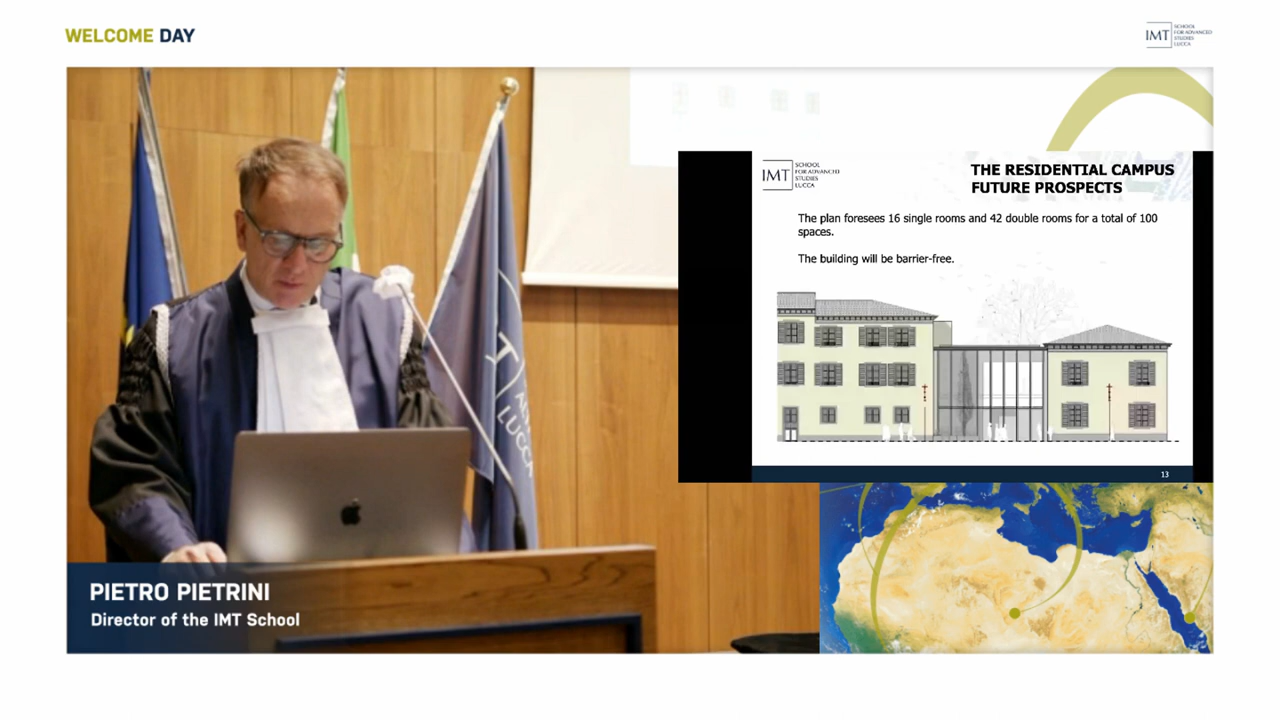 WELCOME DAY
IMT
SCHOOL
FOR ADVANCED
STUDIES
LUCCA
IMT
SCHOOL
FOR ADVANCED
STUDIES
LUCCA
THE RESIDENTIAL CAMPUS
FUTURE PROSPECTS
The plan foresees 16 single rooms and 42 double rooms for a total of 100
spaces.
The building will be barrier-free.
13
LUCCA
PIETRO PIETRINI
Director of the IMT School